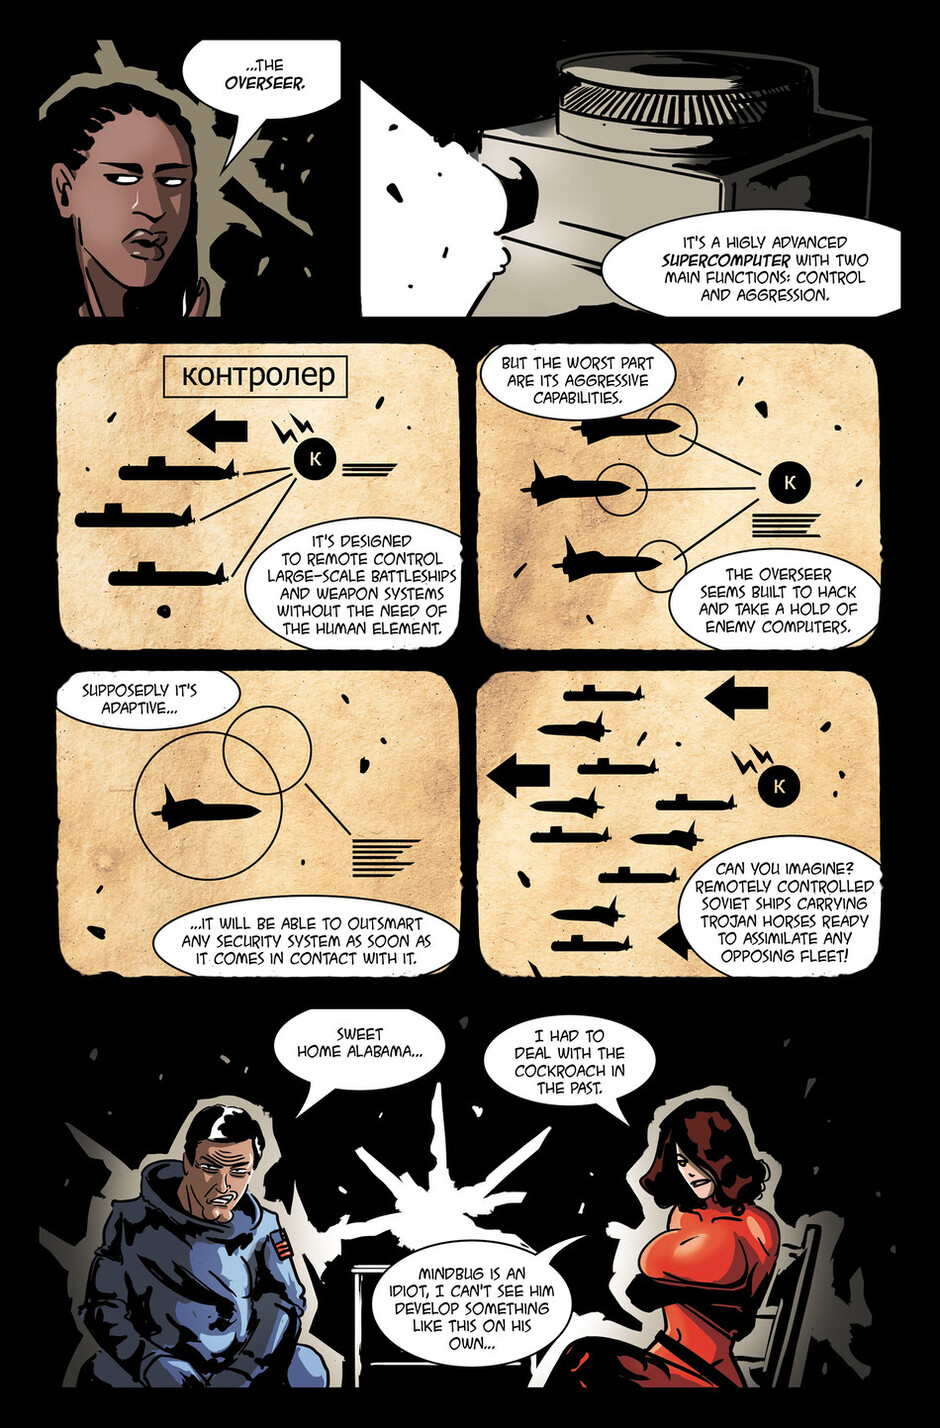 ...THE
OVERSEER.
IT'S A HIGLY ADVANCED
SUPERCOMPUTER WITH TWO
MAIN FUNCTIONS: CONTROL
AND AGGRESSION.
контролер
К
IT'S DESIGNED
TO REMOTE CONTROL
LARGE-SCALE BATTLESHIPS
AND WEAPON SYSTEMS
WITHOUT THE NEED OF
THE HUMAN ELEMENT.
BUT THE WORST PART
ARE ITS AGGRESSIVE
CAPABILITIES.
К
THE OVERSEER
SEEMS BUILT TO HACK
AND TAKE A HOLD OF
ENEMY COMPUTERS.
SUPPOSEDLY IT'S
ADAPTIVE...
...IT WILL BE ABLE TO OUTSMART
ANY SECURITY SYSTEM AS SOON AS
IT COMES IN CONTACT WITH IT.
К
CAN YOU IMAGINE?
REMOTELY CONTROLLED
SOVIET SHIPS CARRYING
TROJAN HORSES READY
TO ASSIMILATE ANY
OPPOSING FLEET!
SWEET
HOME ALABAMA...
I HAD TO
DEAL WITH THE
COCKROACH IN
THE PAST.
MINDBUG IS AN
IDIOT, I CAN'T SEE HIM
DEVELOP SOMETHING
LIKE THIS ON HIS
OWN...